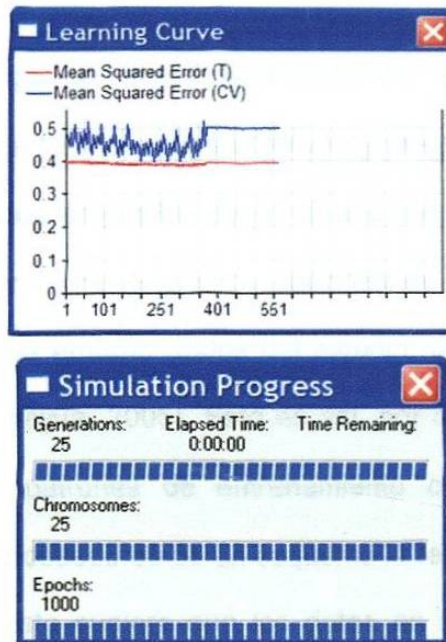 Learning Curve
Mean Squared Error (T)
Mean Squared Error (CV)
0.5
0.4
0.3
0.2
0.1
0
1 101 251 401 551
Simulation Progress
Generations: Elapsed Time: Time Remaining:
25 0:00:00
Chromosomes:
25
Epochs:
1000